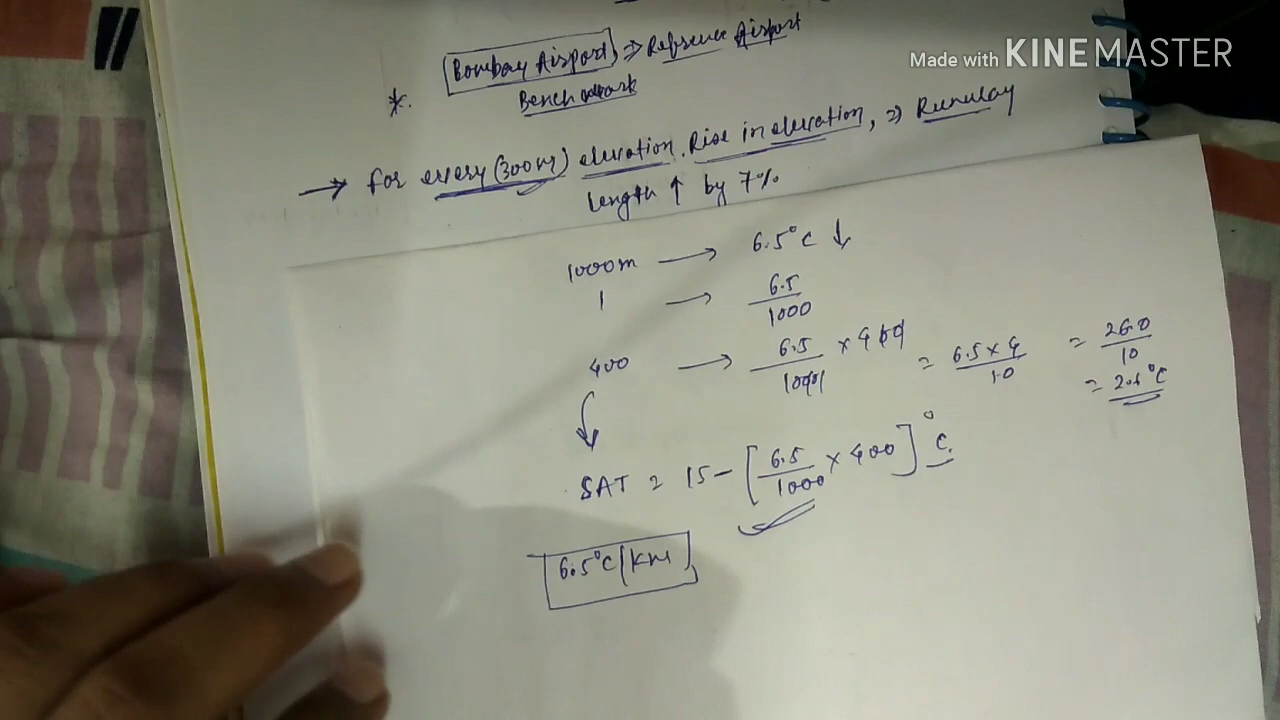 Made with KINEMASTER
[Bombay Airport] ⇒ Reference Airport
*. Bench mark
→ for every (300m) elevation. Rise in elevation, ⇒ Runway
length ↑ by 7%
1000m → 6.5°C ↓
1 → 6.5/1000
400 → 6.5/1000 × 400 = 6.5×4/10 = 26.0/10
= 2.6°C
SAT = 15 - [6.5/1000 × 400]°C.
6.5°C/km